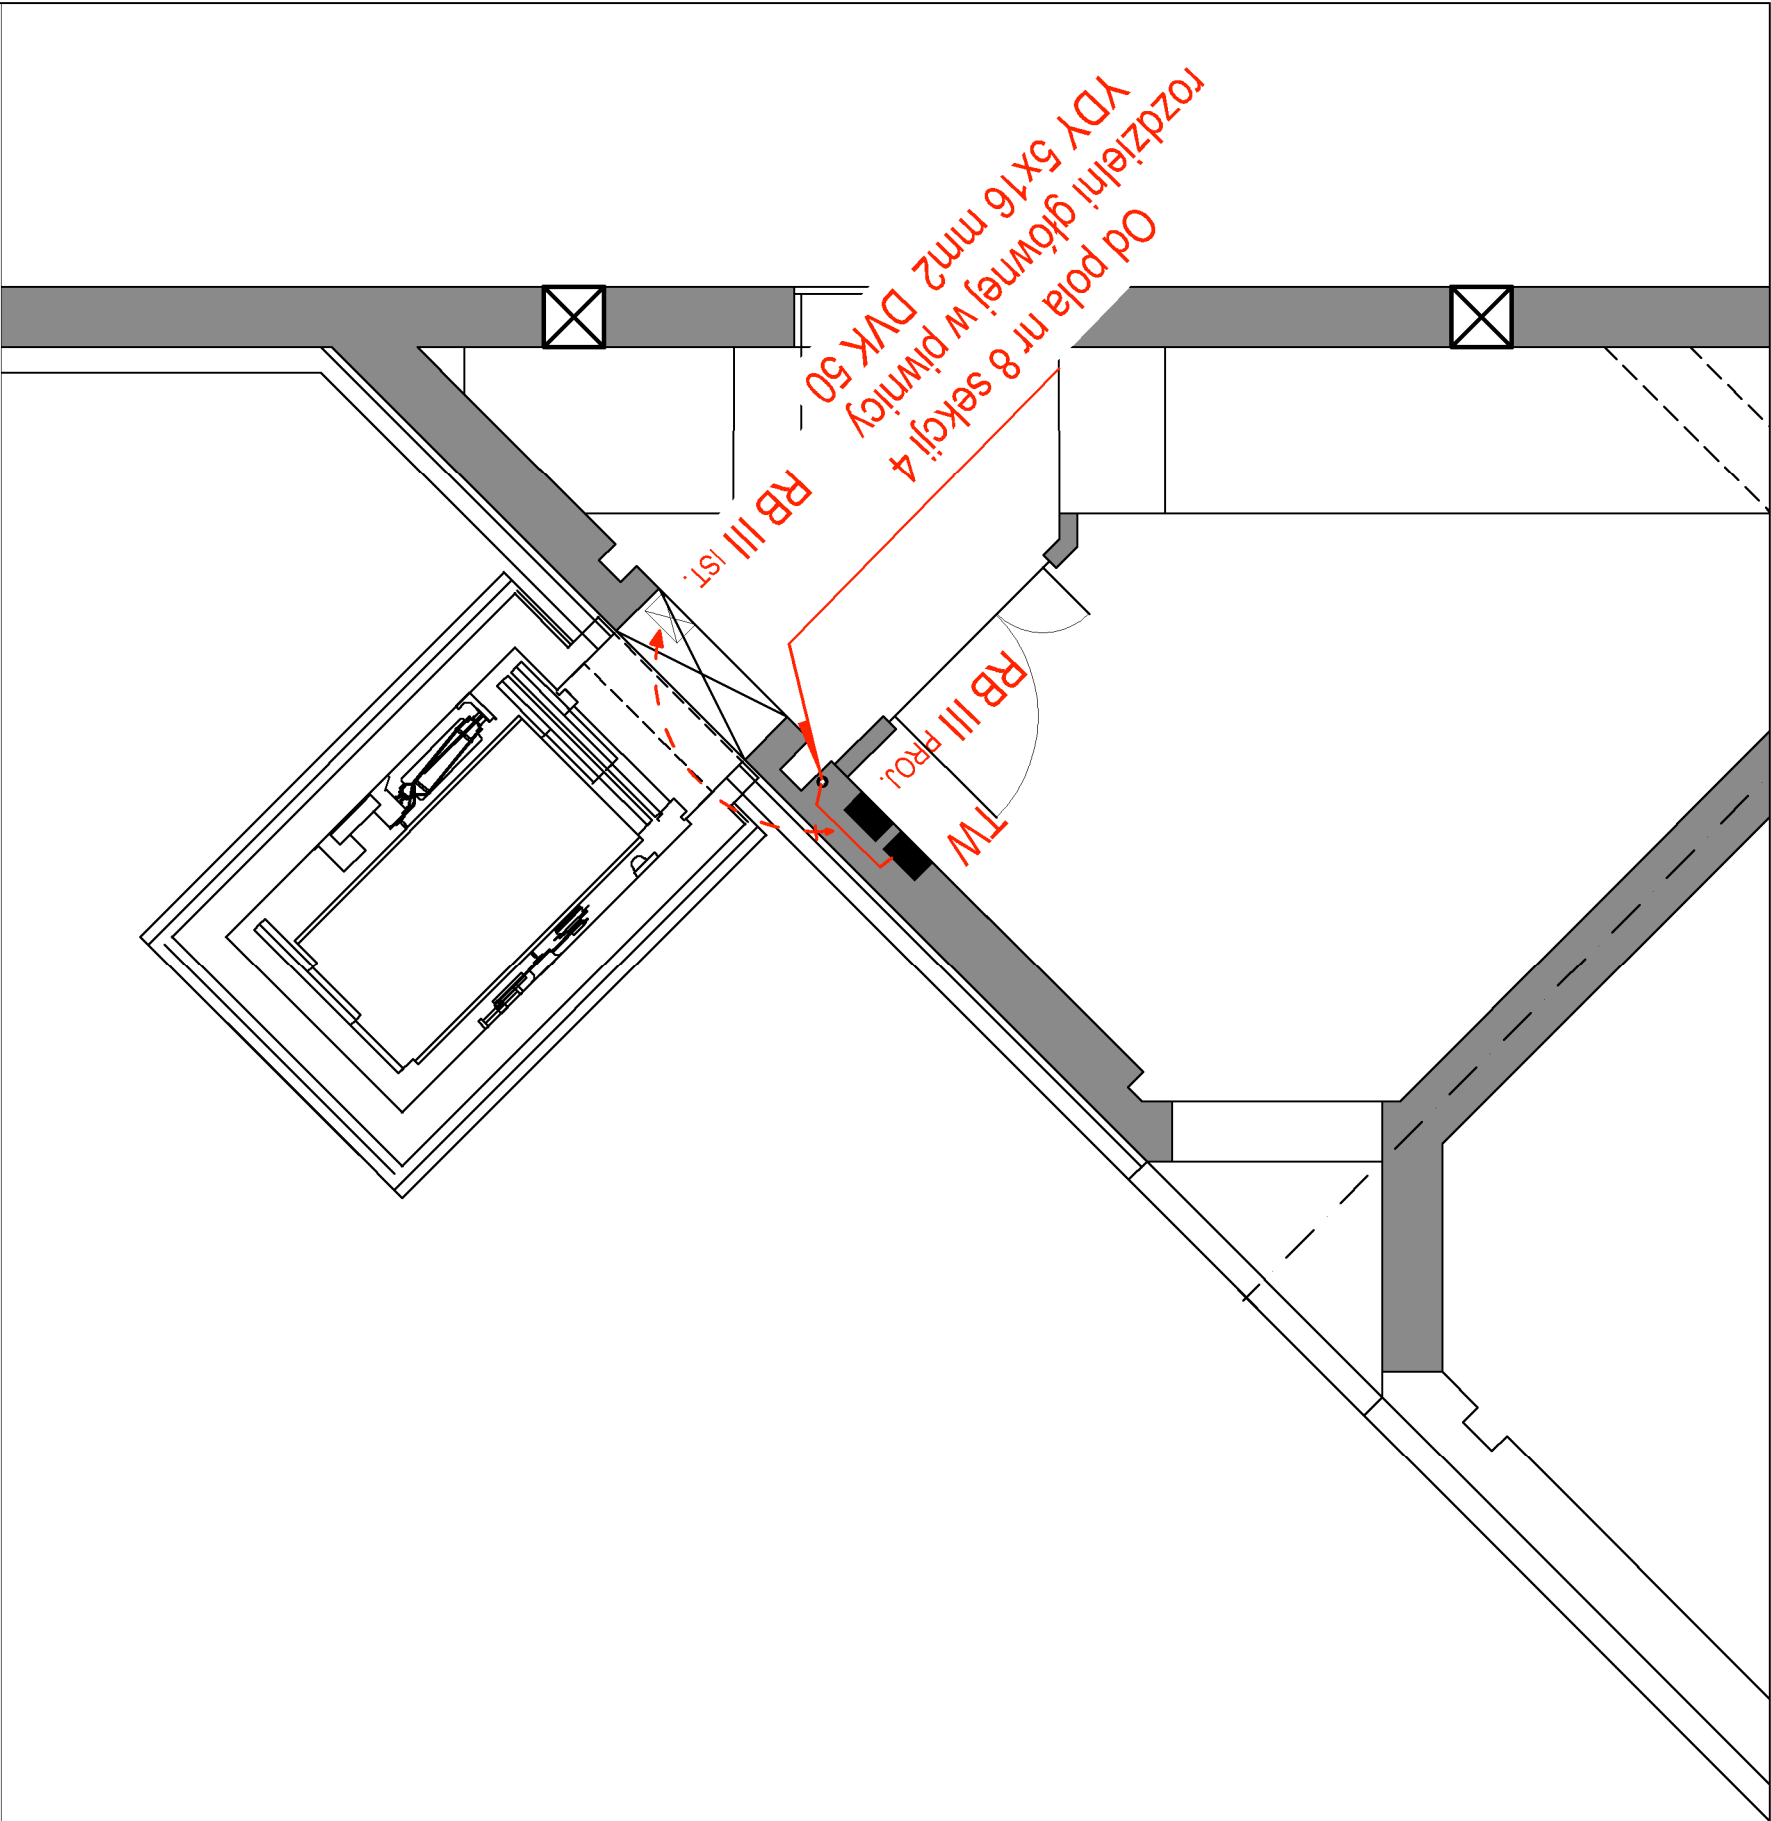 Od pola nr 8 sekcji 4
rozdzielni głównej w piwnicy
YDY 5x16 mm2 DVK 50
RB III IST.
RB III PROJ.
TW